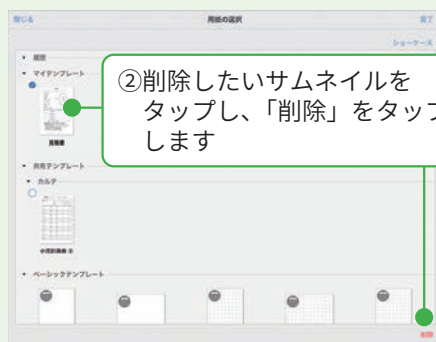 閉じる
用紙の選択
完了
ショーケース
履歴
マイテンプレート
②削除したいサムネイルを
タップし、「削除」をタップ
します
見積書
共有テンプレート
カルテ
ベーシックテンプレート
削除